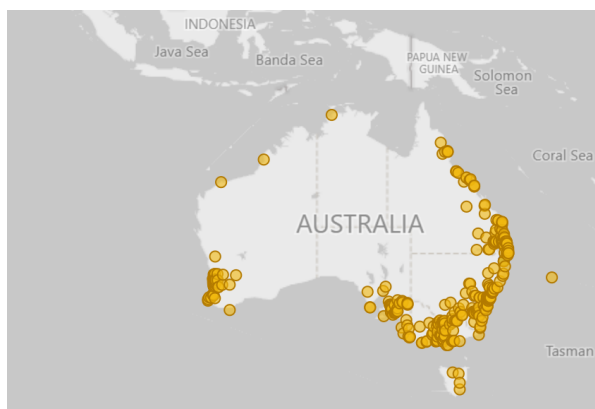 INDONESIA
Java Sea
Banda Sea
PAPUA NEW
GUINEA
Solomon
Sea
Coral Sea
AUSTRALIA
Tasman